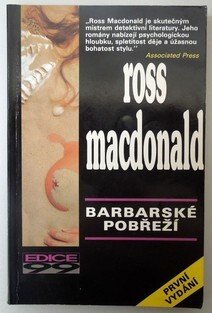 „Ross Macdonald je skutečným
mistrem detektivní literatury. Jeho
romány nabízejí psychologickou
hloubku, spletitost děje a úžasnou
bohatost stylu."
Associated Press
ross
macdonald
BARBARSKÉ
POBŘEŽÍ
EDICE
99
PRVNÍ
VYDÁNÍ